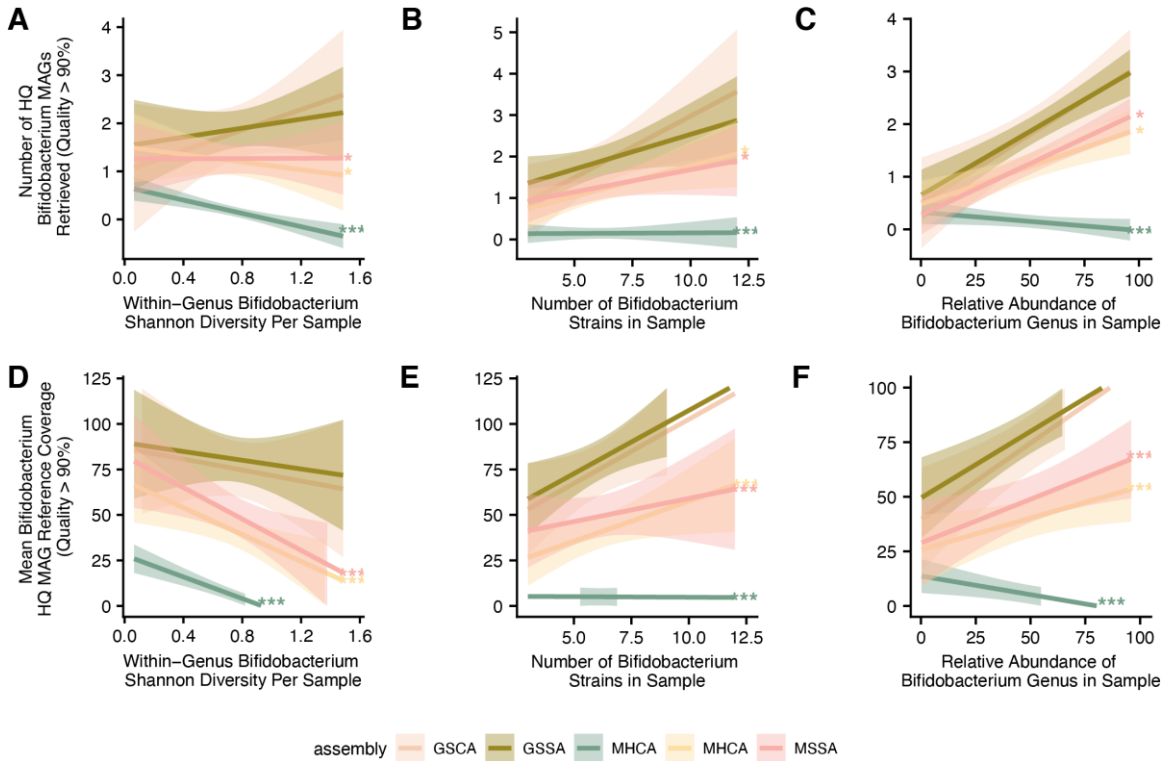 A
B
C
Number of HQ
Bifidobacterium MAGs
Retrieved (Quality > 90%)
4
3
2
1
0
*
*
***
0.0 0.4 0.8 1.2 1.6
Within−Genus Bifidobacterium
Shannon Diversity Per Sample
5
4
3
2
1
0
*
*
***
5.0 7.5 10.0 12.5
Number of Bifidobacterium
Strains in Sample
4
3
2
1
0
*
*
***
0 25 50 75 100
Relative Abundance of
Bifidobacterium Genus in Sample
D
E
F
Mean Bifidobacterium
HQ MAG Reference Coverage
(Quality > 90%)
125
100
75
50
25
0
***
***
***
0.0 0.4 0.8 1.2 1.6
Within−Genus Bifidobacterium
Shannon Diversity Per Sample
125
100
75
50
25
0
***
***
***
5.0 7.5 10.0 12.5
Number of Bifidobacterium
Strains in Sample
100
75
50
25
0
***
***
***
0 25 50 75 100
Relative Abundance of
Bifidobacterium Genus in Sample
assembly GSCA GSSA MHCA MHCA MSSA